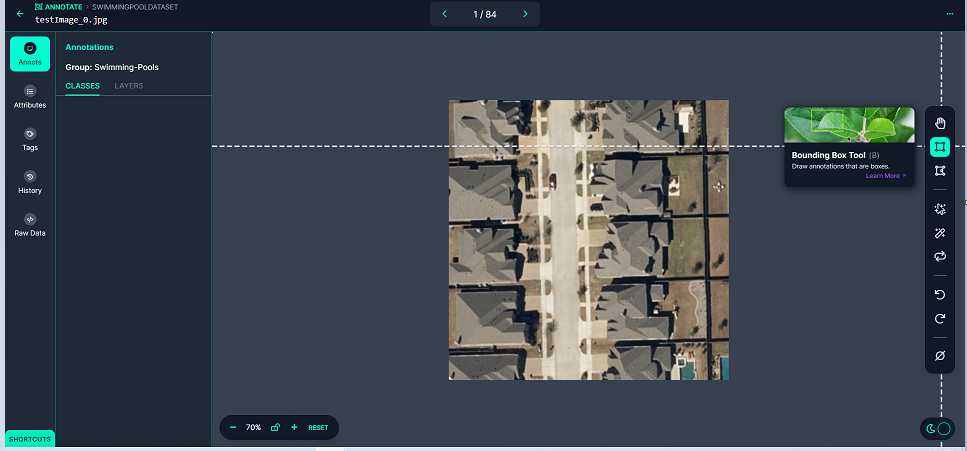 ANNOTATE > SWIMMINGPOOLDATASET
testImage_0.jpg
1 / 84
Annots
Attributes
Tags
History
Raw Data
SHORTCUTS
Annotations
Group: Swimming-Pools
CLASSES LAYERS
Bounding Box Tool (B)
Draw annotations that are boxes.
Learn More »
70%
RESET